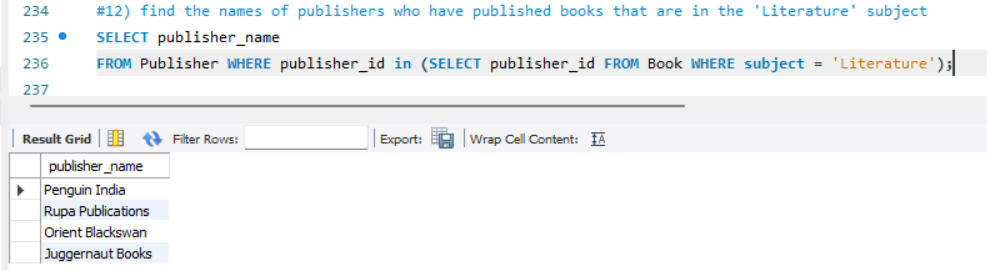 234 #12) find the names of publishers who have published books that are in the 'Literature' subject
235 SELECT publisher_name
236 FROM Publisher WHERE publisher_id in (SELECT publisher_id FROM Book WHERE subject = 'Literature');
237
Result Grid Filter Rows: Export: Wrap Cell Content: IA
publisher_name
Penguin India
Rupa Publications
Orient Blackswan
Juggernaut Books